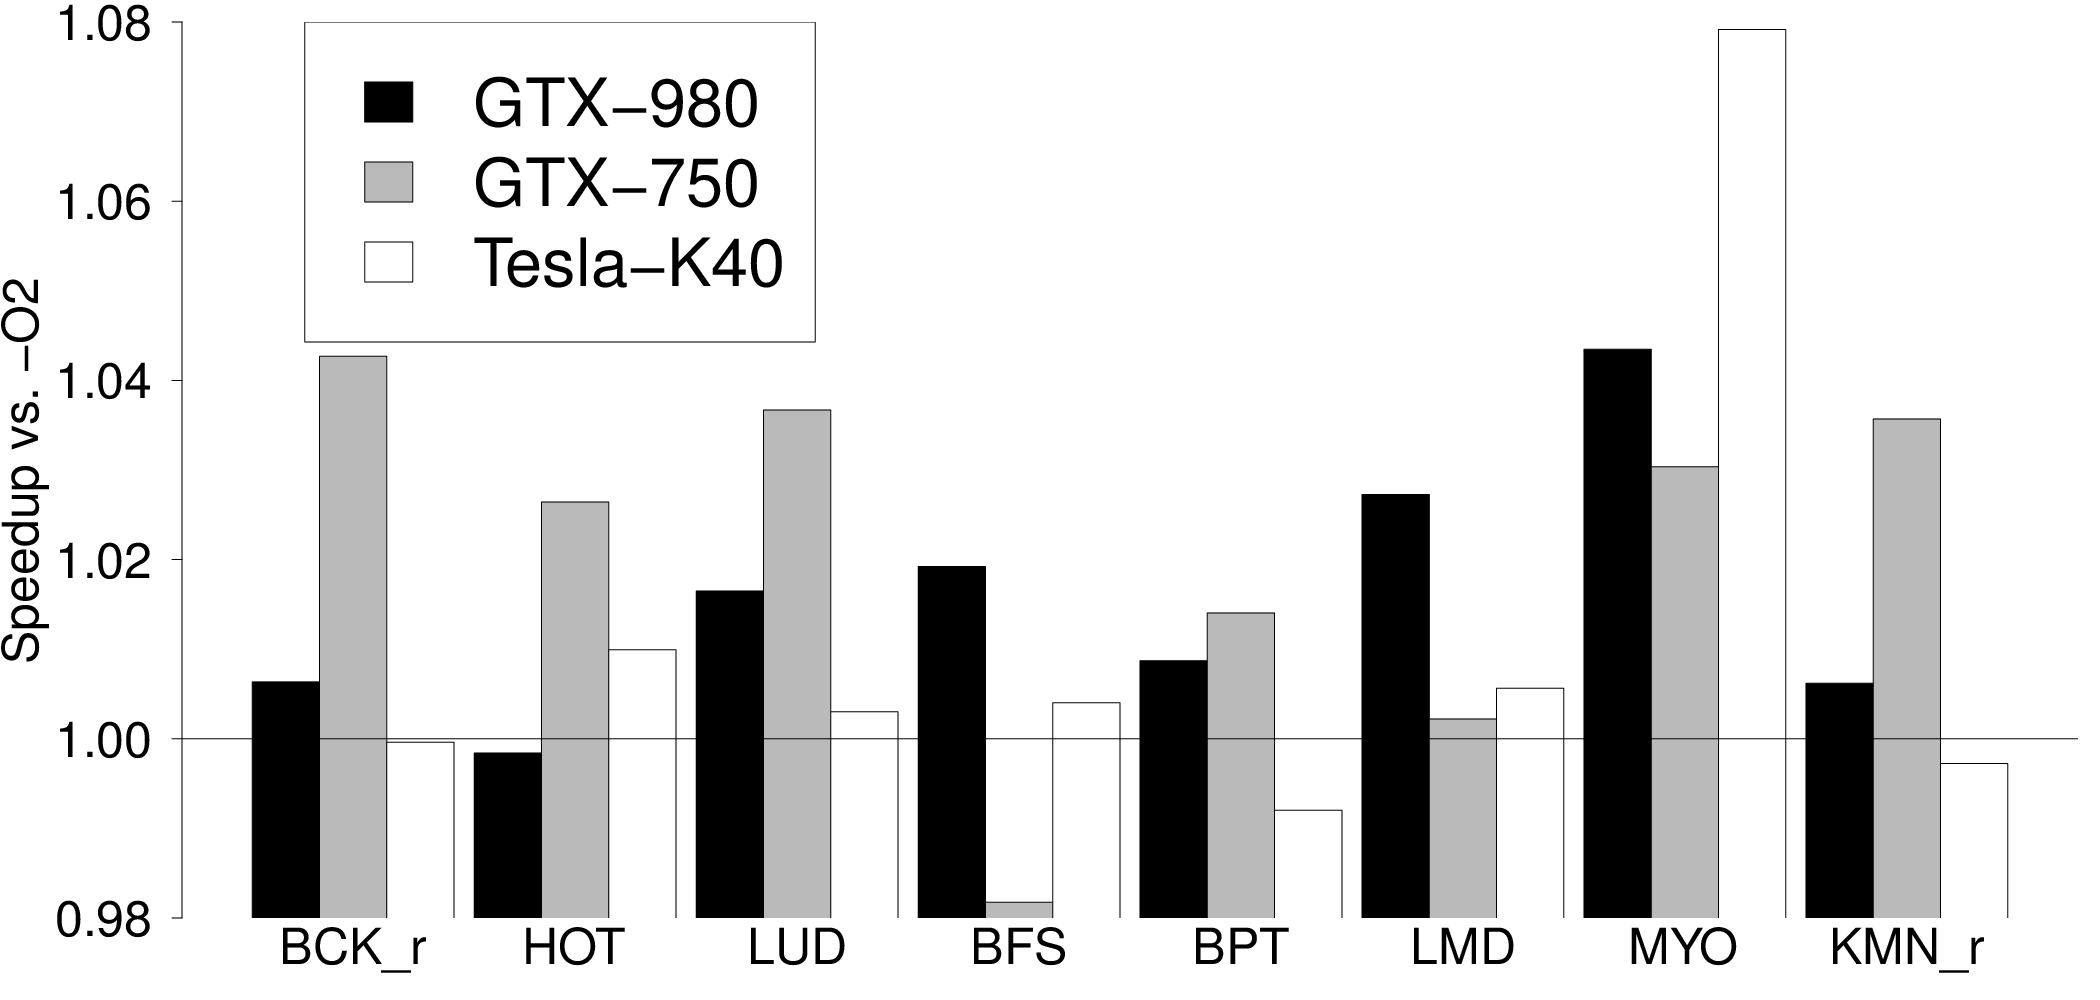 1.08
1.06
1.04
1.02
1.00
0.98
Speedup vs. −O2
GTX−980
GTX−750
Tesla−K40
BCK_r HOT LUD BFS BPT LMD MYO KMN_r